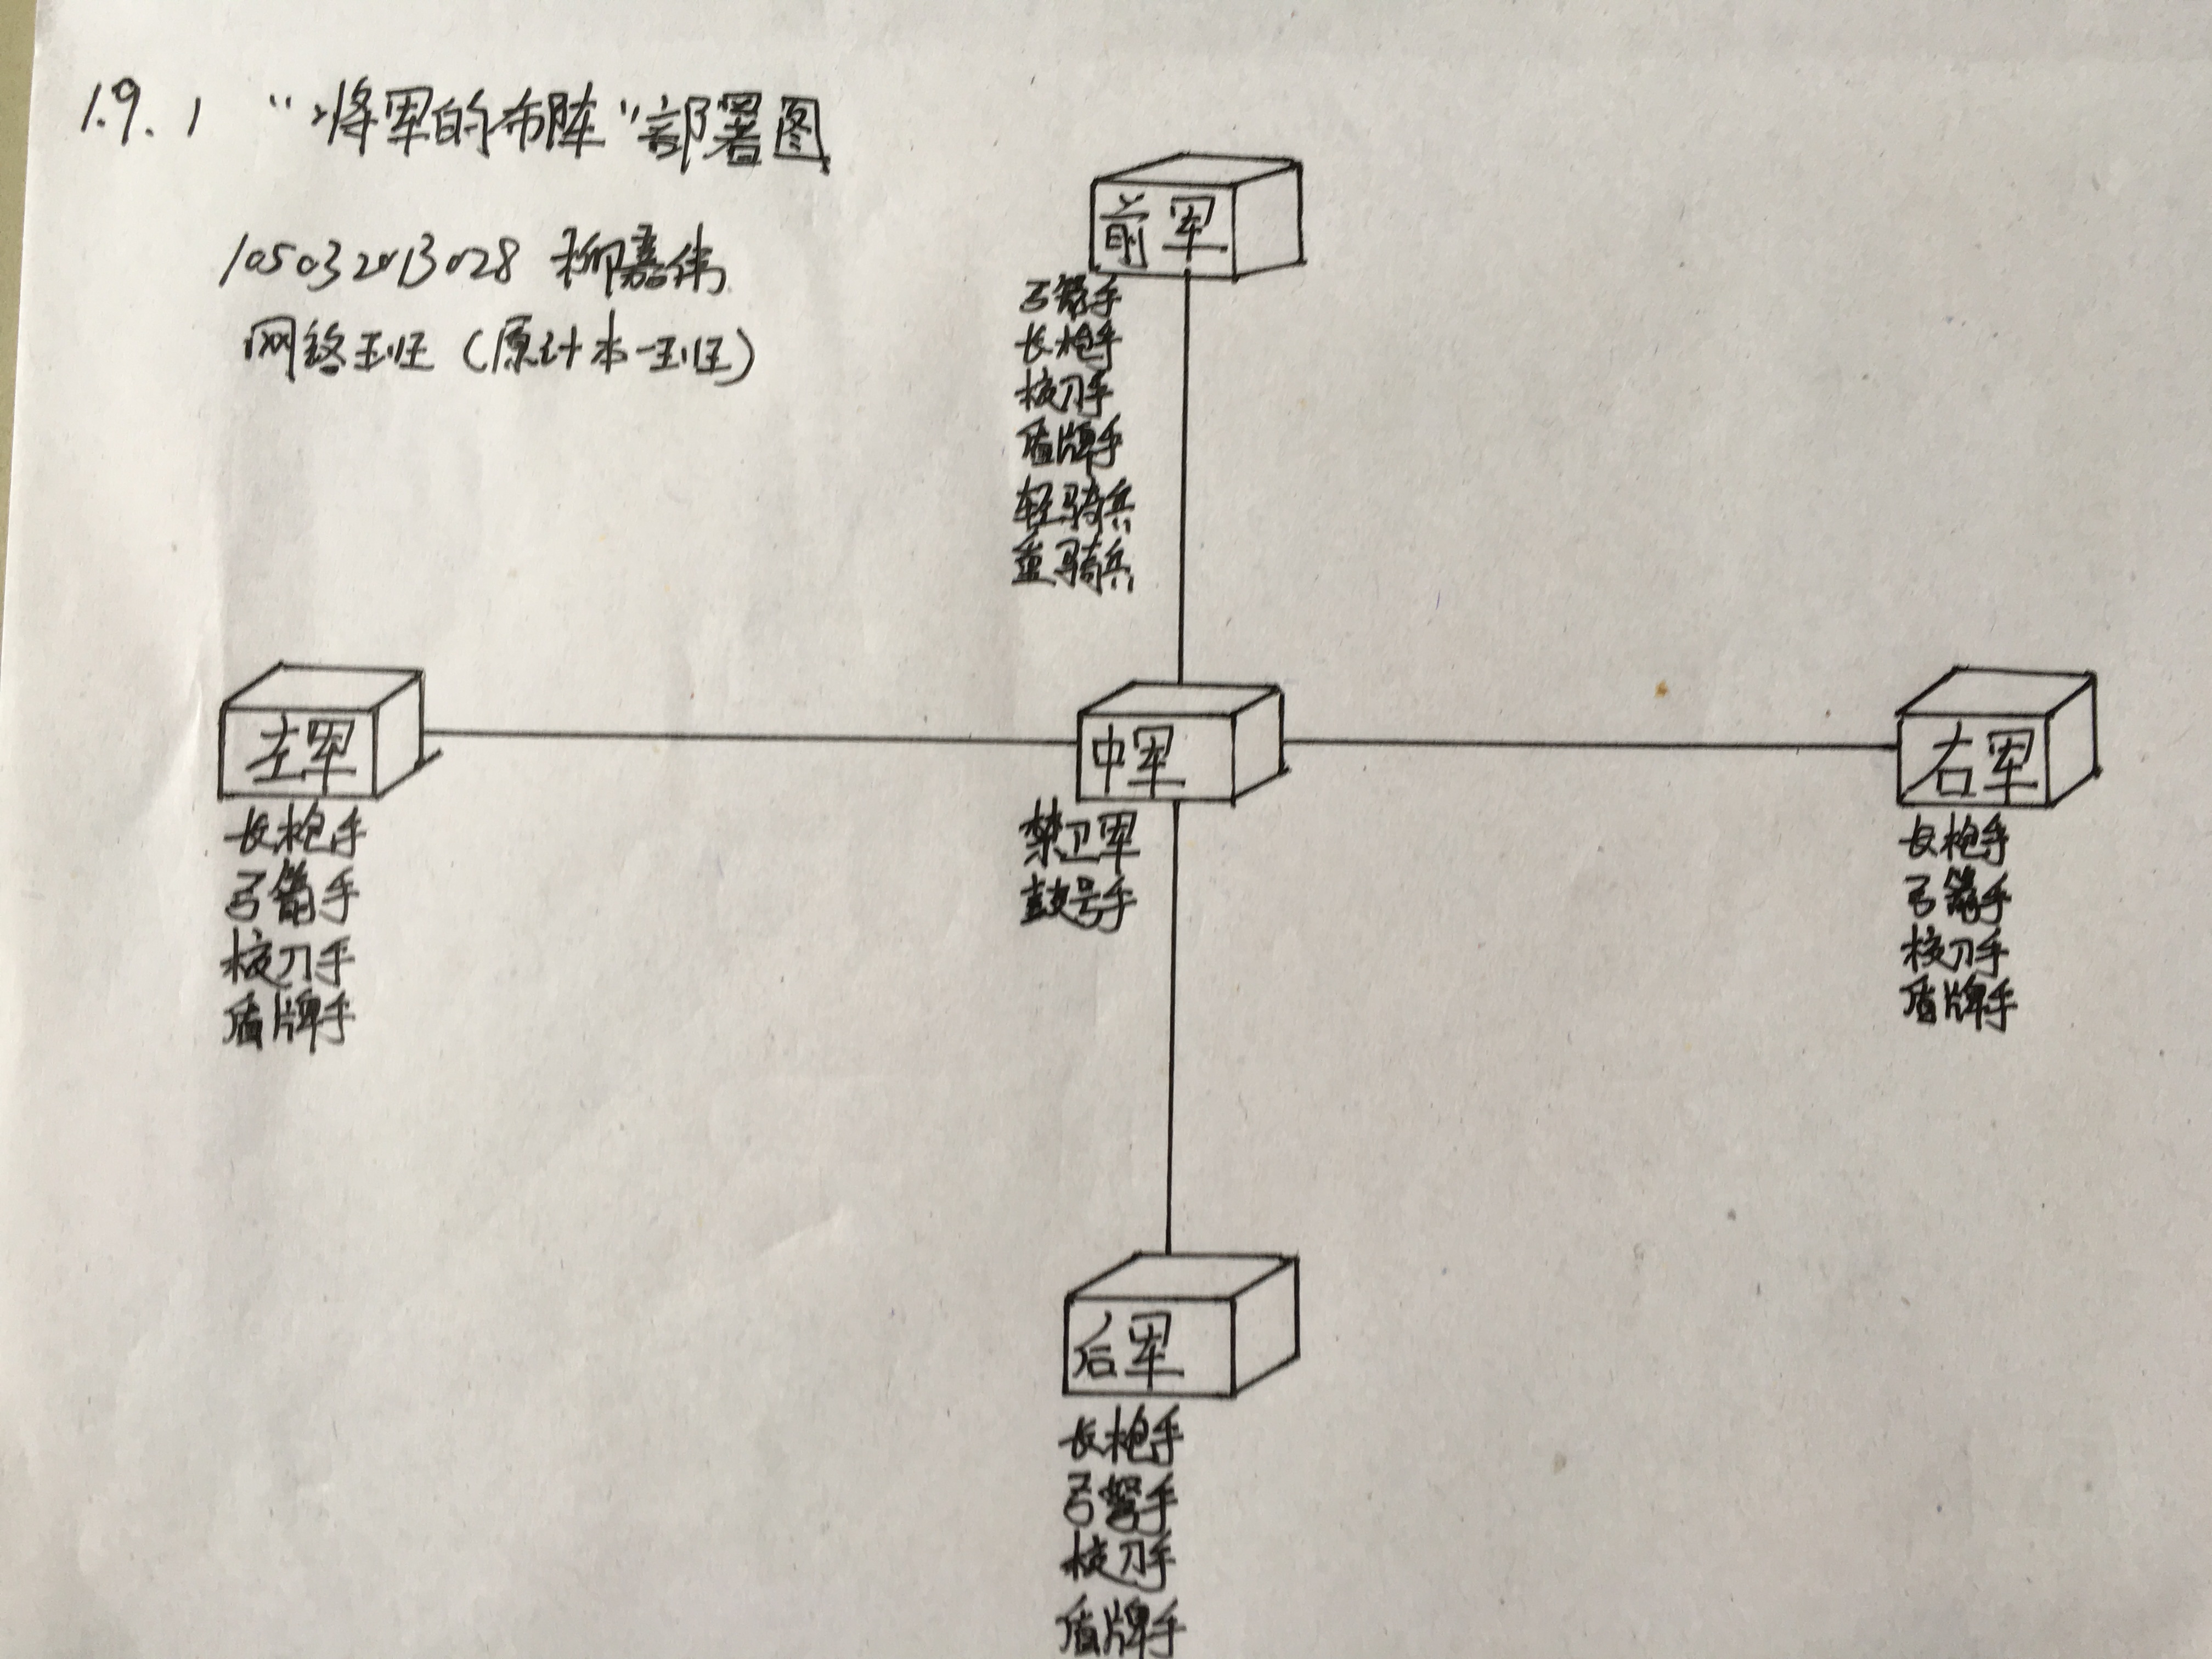 1.9.1 “将军的布阵”部署图
105032013028 柳嘉伟
网络班(原计本一班)
前军
弓箭手
长枪手
校刀手
盾牌手
轻骑兵
重骑兵
左军
长枪手
弓箭手
校刀手
盾牌手
中军
禁卫军
鼓号手
右军
长枪手
弓箭手
校刀手
盾牌手
后军
长枪手
弓弩手
校刀手
盾牌手